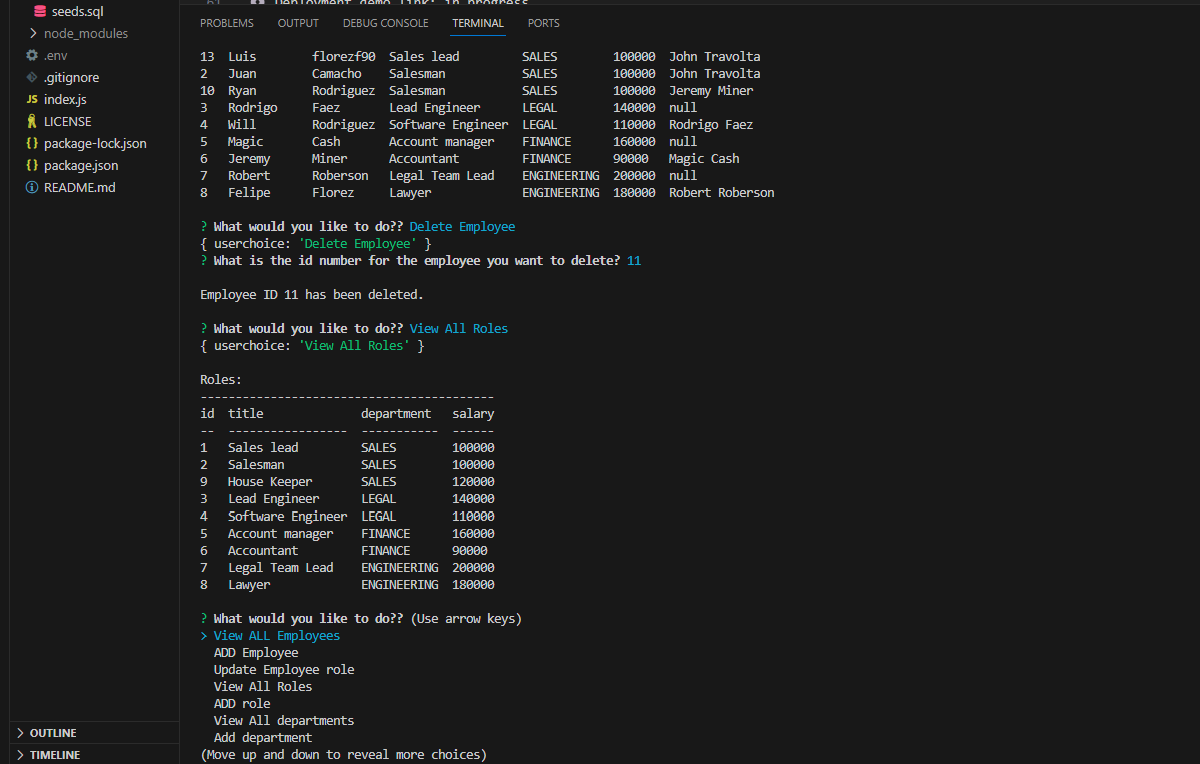 seeds.sql
node_modules
.env
.gitignore
JS index.js
LICENSE
{} package-lock.json
{} package.json
README.md
> OUTLINE
> TIMELINE
Deployment demo link: in progress
PROBLEMS OUTPUT DEBUG CONSOLE TERMINAL PORTS
13 Luis florezf90 Sales lead SALES 100000 John Travolta
2 Juan Camacho Salesman SALES 100000 John Travolta
10 Ryan Rodriguez Salesman SALES 100000 Jeremy Miner
3 Rodrigo Faez Lead Engineer LEGAL 140000 null
4 Will Rodriguez Software Engineer LEGAL 110000 Rodrigo Faez
5 Magic Cash Account manager FINANCE 160000 null
6 Jeremy Miner Accountant FINANCE 90000 Magic Cash
7 Robert Roberson Legal Team Lead ENGINEERING 200000 null
8 Felipe Florez Lawyer ENGINEERING 180000 Robert Roberson
? What would you like to do?? Delete Employee
{ userchoice: 'Delete Employee' }
? What is the id number for the employee you want to delete? 11
Employee ID 11 has been deleted.
? What would you like to do?? View All Roles
{ userchoice: 'View All Roles' }
Roles:
------------------------------------------
id title department salary
-- ----------------- ----------- ------
1 Sales lead SALES 100000
2 Salesman SALES 100000
9 House Keeper SALES 120000
3 Lead Engineer LEGAL 140000
4 Software Engineer LEGAL 110000
5 Account manager FINANCE 160000
6 Accountant FINANCE 90000
7 Legal Team Lead ENGINEERING 200000
8 Lawyer ENGINEERING 180000
? What would you like to do?? (Use arrow keys)
> View ALL Employees
ADD Employee
Update Employee role
View All Roles
ADD role
View All departments
Add department
(Move up and down to reveal more choices)